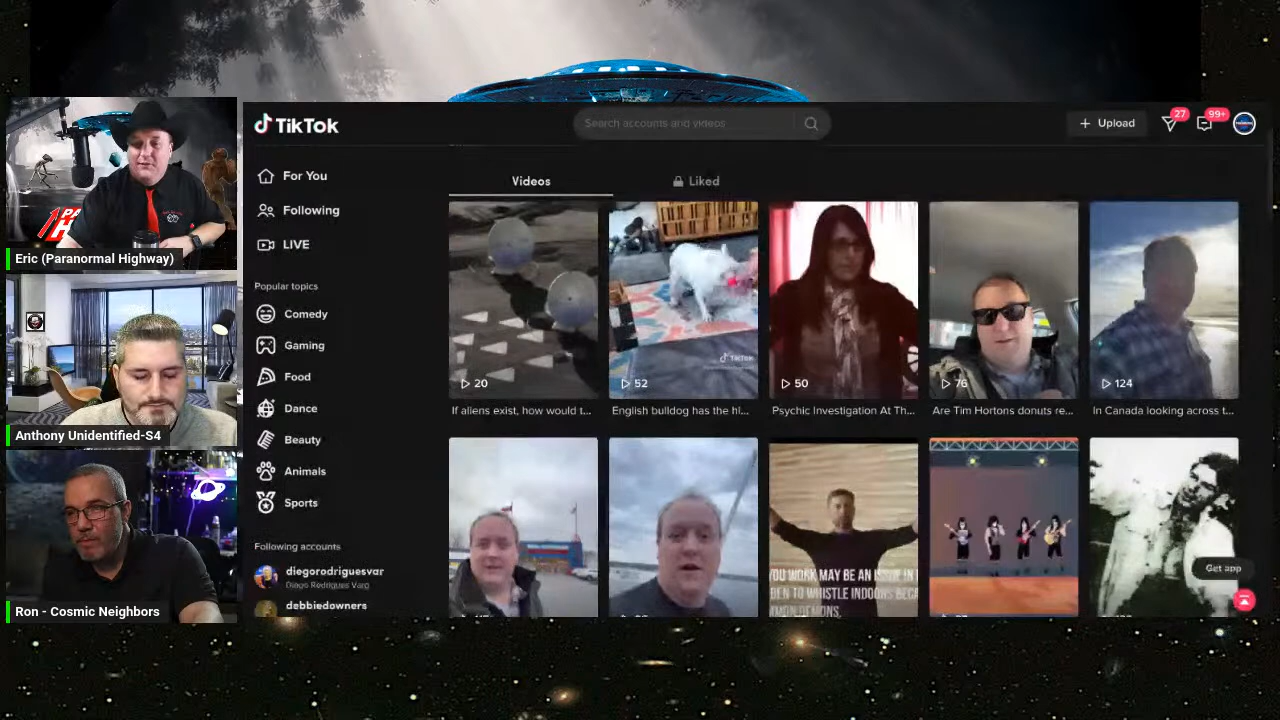 TikTok
Search accounts and videos
Upload
27
99+
For You
Following
LIVE
Popular topics
Comedy
Gaming
Food
Dance
Beauty
Animals
Sports
Following accounts
diegorodriguesvar
Diogo Rodrigues Varg
debbiedowners
Videos
Liked
20
52
50
76
124
If aliens exist, how would t...
English bulldog has the hi...
Psychic Investigation At Th...
Are Tim Hortons donuts re...
In Canada looking across t...
TikTok
YOU WORK MAY BE AN ISSUE IN
TO WHISTLE INDOORS
DEMONS.
Get app
Eric (Paranormal Highway)
Anthony Unidentified-S4
Ron - Cosmic Neighbors